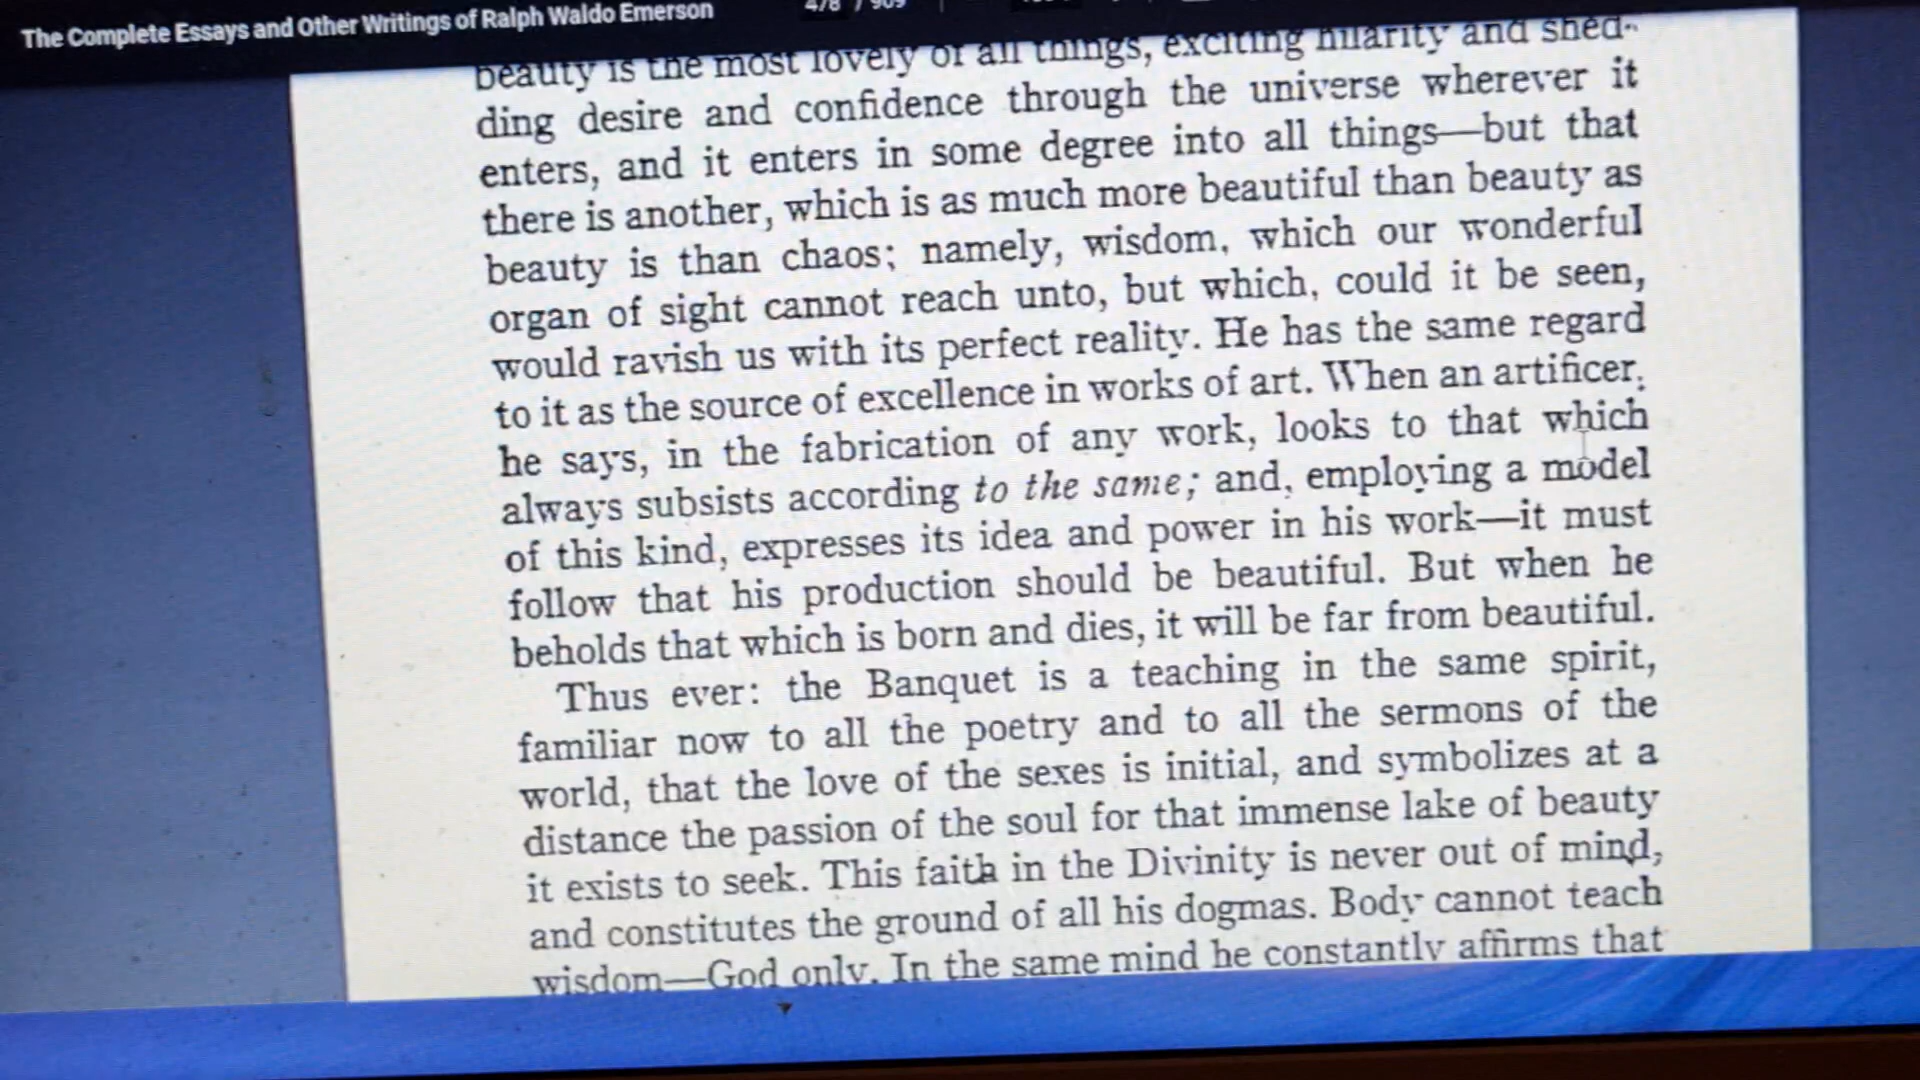 The Complete Essays and Other Writings of Ralph Waldo Emerson
478 / 909
beauty is the most lovely of all things, exciting hilarity and shed-
ding desire and confidence through the universe wherever it
enters, and it enters in some degree into all things—but that
there is another, which is as much more beautiful than beauty as
beauty is than chaos; namely, wisdom, which our wonderful
organ of sight cannot reach unto, but which, could it be seen,
would ravish us with its perfect reality. He has the same regard
to it as the source of excellence in works of art. When an artificer,
he says, in the fabrication of any work, looks to that which
always subsists according to the same; and, employing a model
of this kind, expresses its idea and power in his work—it must
follow that his production should be beautiful. But when he
beholds that which is born and dies, it will be far from beautiful.
Thus ever: the Banquet is a teaching in the same spirit,
familiar now to all the poetry and to all the sermons of the
world, that the love of the sexes is initial, and symbolizes at a
distance the passion of the soul for that immense lake of beauty
it exists to seek. This faith in the Divinity is never out of mind,
and constitutes the ground of all his dogmas. Body cannot teach
wisdom—God only. In the same mind he constantly affirms that